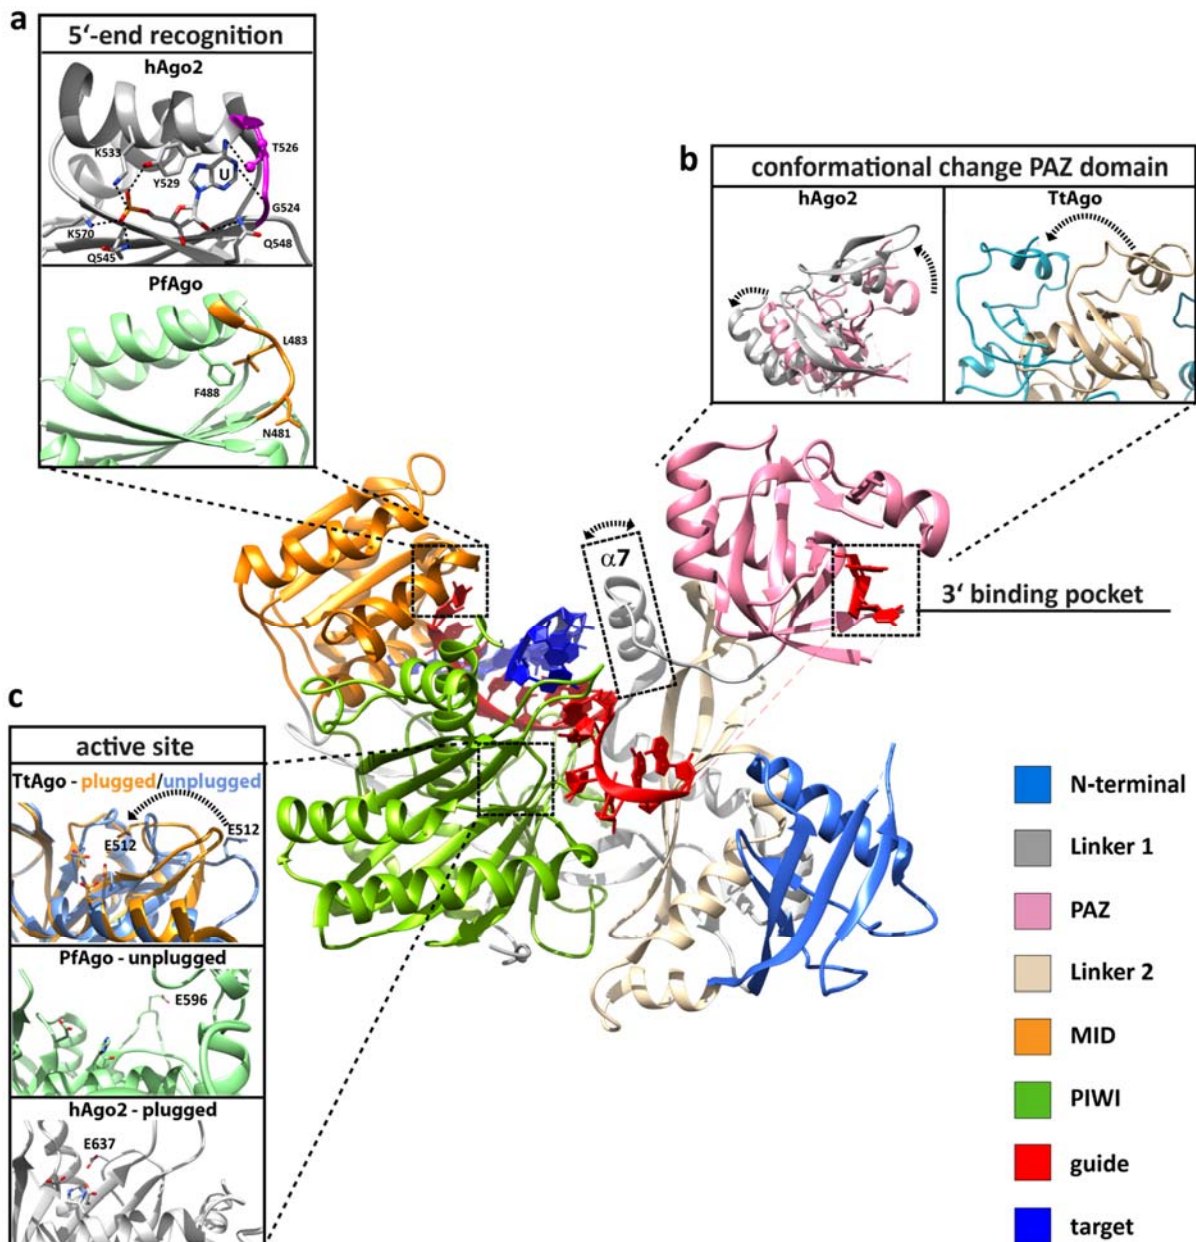 a
5‘-end recognition
hAgo2
K533
T526
Y529
U
G524
K570
Q548
Q545
PfAgo
L483
F488
N481
b
conformational change PAZ domain
hAgo2
TtAgo
α7
3‘ binding pocket
c
active site
TtAgo - plugged/unplugged
E512
E512
PfAgo - unplugged
E596
hAgo2 - plugged
E637
N-terminal
Linker 1
PAZ
Linker 2
MID
PIWI
guide
target